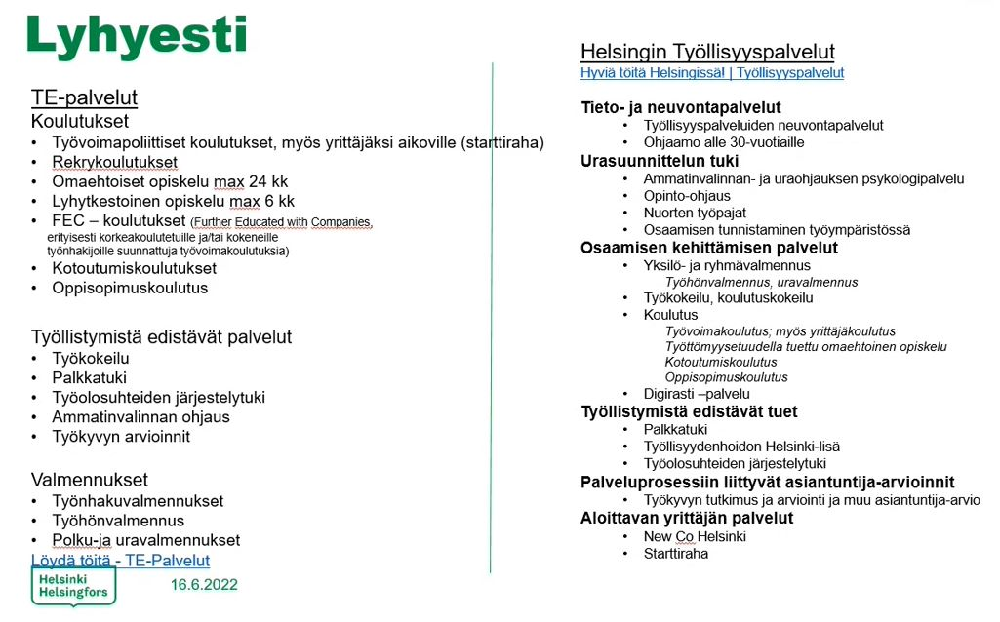 Lyhyesti
TE-palvelut
Koulutukset
• Työvoimapoliittiset koulutukset, myös yrittäjäksi aikoville (starttiraha)
• Rekrykoulutukset
• Omaehtoiset opiskelu max 24 kk
• Lyhytkestoinen opiskelu max 6 kk
• FEC – koulutukset (Further Educated with Companies,
erityisesti korkeakoulutetuille ja/tai kokeneille
työnhakijoille suunnattuja työvoimakoulutuksia)
• Kotoutumiskoulutukset
• Oppisopimuskoulutus
Työllistymistä edistävät palvelut
• Työkokeilu
• Palkkatuki
• Työolosuhteiden järjestelytuki
• Ammatinvalinnan ohjaus
• Työkyvyn arvioinnit
Valmennukset
• Työnhakuvalmennukset
• Työhönvalmennus
• Polku-ja uravalmennukset
Löydä töitä - TE-Palvelut
Helsinki
Helsingfors
16.6.2022
Helsingin Työllisyyspalvelut
Hyviä töitä Helsingissä! | Työllisyyspalvelut
Tieto- ja neuvontapalvelut
• Työllisyyspalveluiden neuvontapalvelut
• Ohjaamo alle 30-vuotiaille
Urasuunnittelun tuki
• Ammatinvalinnan- ja uraohjauksen psykologipalvelu
• Opinto-ohjaus
• Nuorten työpajat
• Osaamisen tunnistaminen työympäristössä
Osaamisen kehittämisen palvelut
• Yksilö- ja ryhmävalmennus
Työhönvalmennus, uravalmennus
• Työkokeilu, koulutuskokeilu
• Koulutus
Työvoimakoulutus; myös yrittäjäkoulutus
Työttömyysetuudella tuettu omaehtoinen opiskelu
Kotoutumiskoulutus
Oppisopimuskoulutus
• Digirasti –palvelu
Työllistymistä edistävät tuet
• Palkkatuki
• Työllisyydenhoidon Helsinki-lisä
• Työolosuhteiden järjestelytuki
Palveluprosessiin liittyvät asiantuntija-arvioinnit
• Työkyvyn tutkimus ja arviointi ja muu asiantuntija-arvio
Aloittavan yrittäjän palvelut
• New Co Helsinki
• Starttiraha